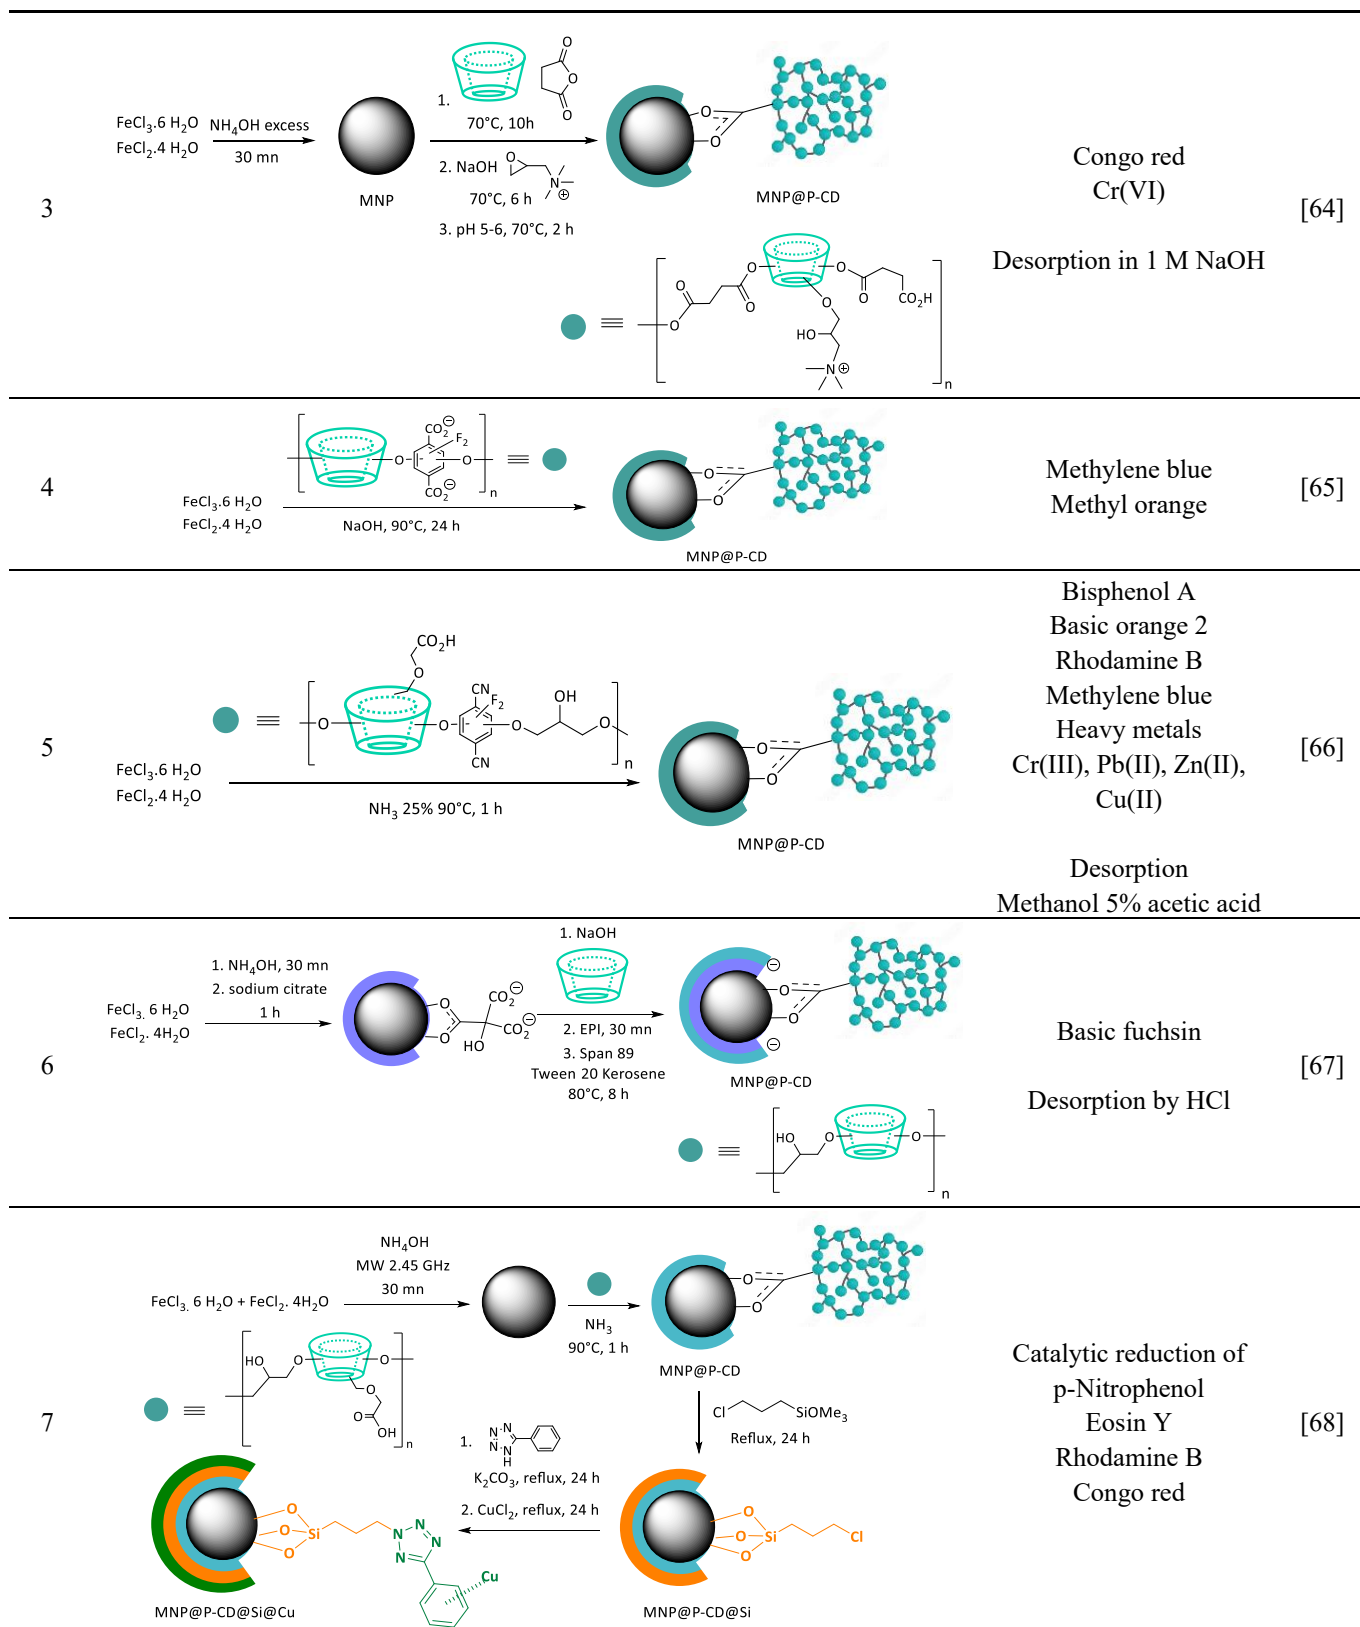 3
FeCl3.6 H2O
FeCl2.4 H2O
NH4OH excess
30 mn
MNP
1.
O
O
O
70°C, 10h
2. NaOH
O
N
⊕
70°C, 6 h
3. pH 5-6, 70°C, 2 h
O
O
MNP@P-CD
≡
O
O
O
O
O
O
CO2H
O
HO
N⊕
n
Congo red
Cr(VI)
Desorption in 1 M NaOH
[64]
4
FeCl3.6 H2O
FeCl2.4 H2O
O
CO2⊖
F2
O
CO2⊖
n
≡
NaOH, 90°C, 24 h
O
O
MNP@P-CD
Methylene blue
Methyl orange
[65]
5
≡
CO2H
O
O
O
CN
F2
CN
O
OH
O
n
FeCl3.6 H2O
FeCl2.4 H2O
NH3 25% 90°C, 1 h
O
O
MNP@P-CD
Bisphenol A
Basic orange 2
Rhodamine B
Methylene blue
Heavy metals
Cr(III), Pb(II), Zn(II),
Cu(II)
Desorption
Methanol 5% acetic acid
[66]
6
FeCl3. 6 H2O
FeCl2. 4H2O
1. NH4OH, 30 mn
2. sodium citrate
1 h
O
O
CO2⊖
CO2⊖
HO
1. NaOH
2. EPI, 30 mn
3. Span 89
Tween 20 Kerosene
80°C, 8 h
⊖
O
O
⊖
MNP@P-CD
≡
HO
O
O
n
Basic fuchsin
Desorption by HCl
[67]
7
FeCl3. 6 H2O + FeCl2. 4H2O
NH4OH
MW 2.45 GHz
30 mn
NH3
90°C, 1 h
O
O
MNP@P-CD
≡
HO
O
O
O
O
OH
n
Cl
SiOMe3
Reflux, 24 h
1.
N
N
N
N
H
K2CO3, reflux, 24 h
2. CuCl2, reflux, 24 h
O
O
O
Si
N
N
N
N
Cu
MNP@P-CD@Si@Cu
O
O
O
Si
Cl
MNP@P-CD@Si
Catalytic reduction of
p-Nitrophenol
Eosin Y
Rhodamine B
Congo red
[68]